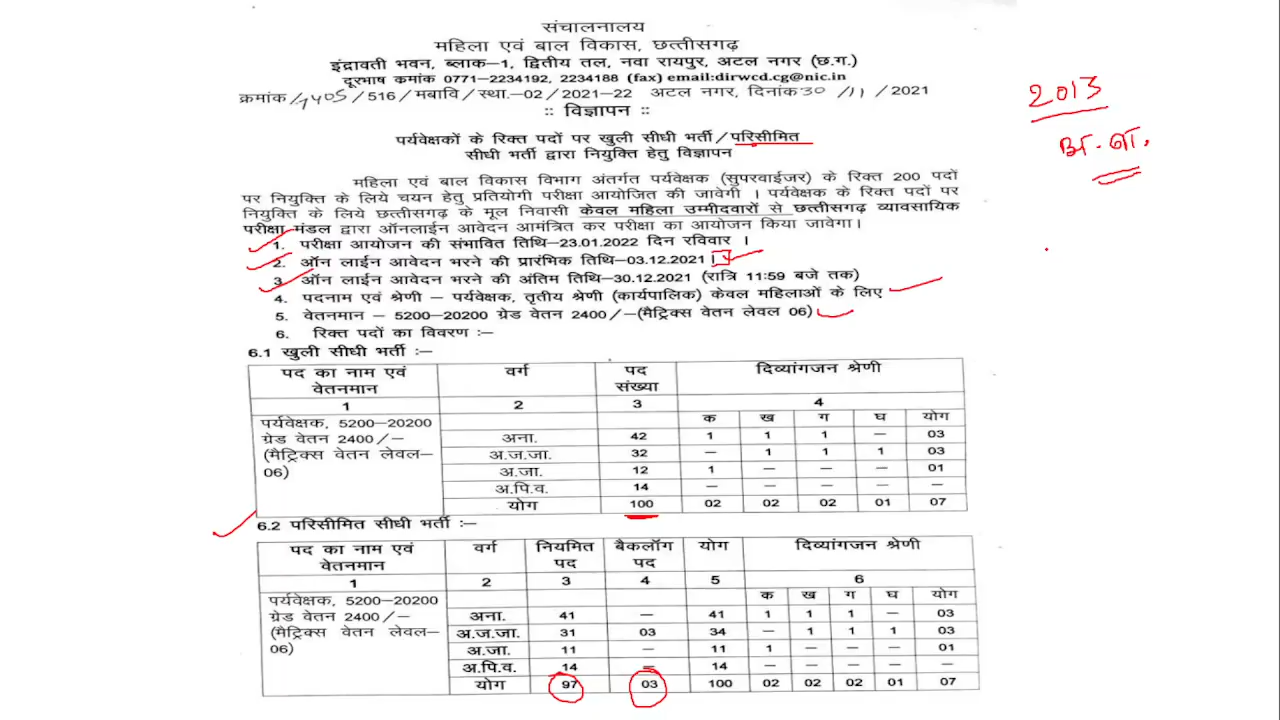 संचालनालय
महिला एवं बाल विकास, छत्तीसगढ़
इंद्रावती भवन, ब्लाक–1, द्वितीय तल, नवा रायपुर, अटल नगर (छ.ग.)
दूरभाष कमांक 0771–2234192, 2234188 (fax) email:dirwcd.cg@nic.in
क्रमांक/ /516/मबावि/स्था.–02/2021–22 अटल नगर, दिनांक 30/11/2021
:: विज्ञापन ::
पर्यवेक्षकों के रिक्त पदों पर खुली सीधी भर्ती/परिसीमित
सीधी भर्ती द्वारा नियुक्ति हेतु विज्ञापन
महिला एवं बाल विकास विभाग अंतर्गत पर्यवेक्षक (सुपरवाईजर) के रिक्त 200 पदों
पर नियुक्ति के लिये चयन हेतु प्रतियोगी परीक्षा आयोजित की जावेगी । पर्यवेक्षक के रिक्त पदों पर
नियुक्ति के लिये छत्तीसगढ़ के मूल निवासी केवल महिला उम्मीदवारों से छत्तीसगढ़ व्यावसायिक
परीक्षा मंडल द्वारा ऑनलाईन आवेदन आमंत्रित कर परीक्षा का आयोजन किया जावेगा।
1. परीक्षा आयोजन की संभावित तिथि–23.01.2022 दिन रविवार ।
2. ऑन लाईन आवेदन भरने की प्रारंभिक तिथि–03.12.2021 ।
3. ऑन लाईन आवेदन भरने की अंतिम तिथि–30.12.2021 (रात्रि 11:59 बजे तक)
4. पदनाम एवं श्रेणी – पर्यवेक्षक, तृतीय श्रेणी (कार्यपालिक) केवल महिलाओं के लिए
5. वेतनमान – 5200–20200 ग्रेड वेतन 2400/–(मैट्रिक्स वेतन लेवल 06)
6. रिक्त पदों का विवरण :–
6.1 खुली सीधी भर्ती :–
पद का नाम एवं वेतनमान वर्ग पद संख्या दिव्यांगजन श्रेणी
1 2 3 4
क ख ग घ योग
पर्यवेक्षक, 5200–20200
ग्रेड वेतन 2400/–
(मैट्रिक्स वेतन लेवल–
06)
अना. 42 1 1 1 – 03
अ.ज.जा. 32 – 1 1 1 03
अ.जा. 12 1 – – – 01
अ.पि.व. 14 – – – – –
योग 100 02 02 02 01 07
6.2 परिसीमित सीधी भर्ती :–
पद का नाम एवं वेतनमान वर्ग नियमित पद बैकलॉग पद योग दिव्यांगजन श्रेणी
1 2 3 4 5 6
क ख ग घ योग
पर्यवेक्षक, 5200–20200
ग्रेड वेतन 2400/–
(मैट्रिक्स वेतन लेवल–
06)
अना. 41 — 41 1 1 1 – 03
अ.ज.जा. 31 03 34 – 1 1 1 03
अ.जा. 11 – 11 1 – – – 01
अ.पि.व. 14 – 14 – – – – –
योग 97 03 100 02 02 02 01 07
2013